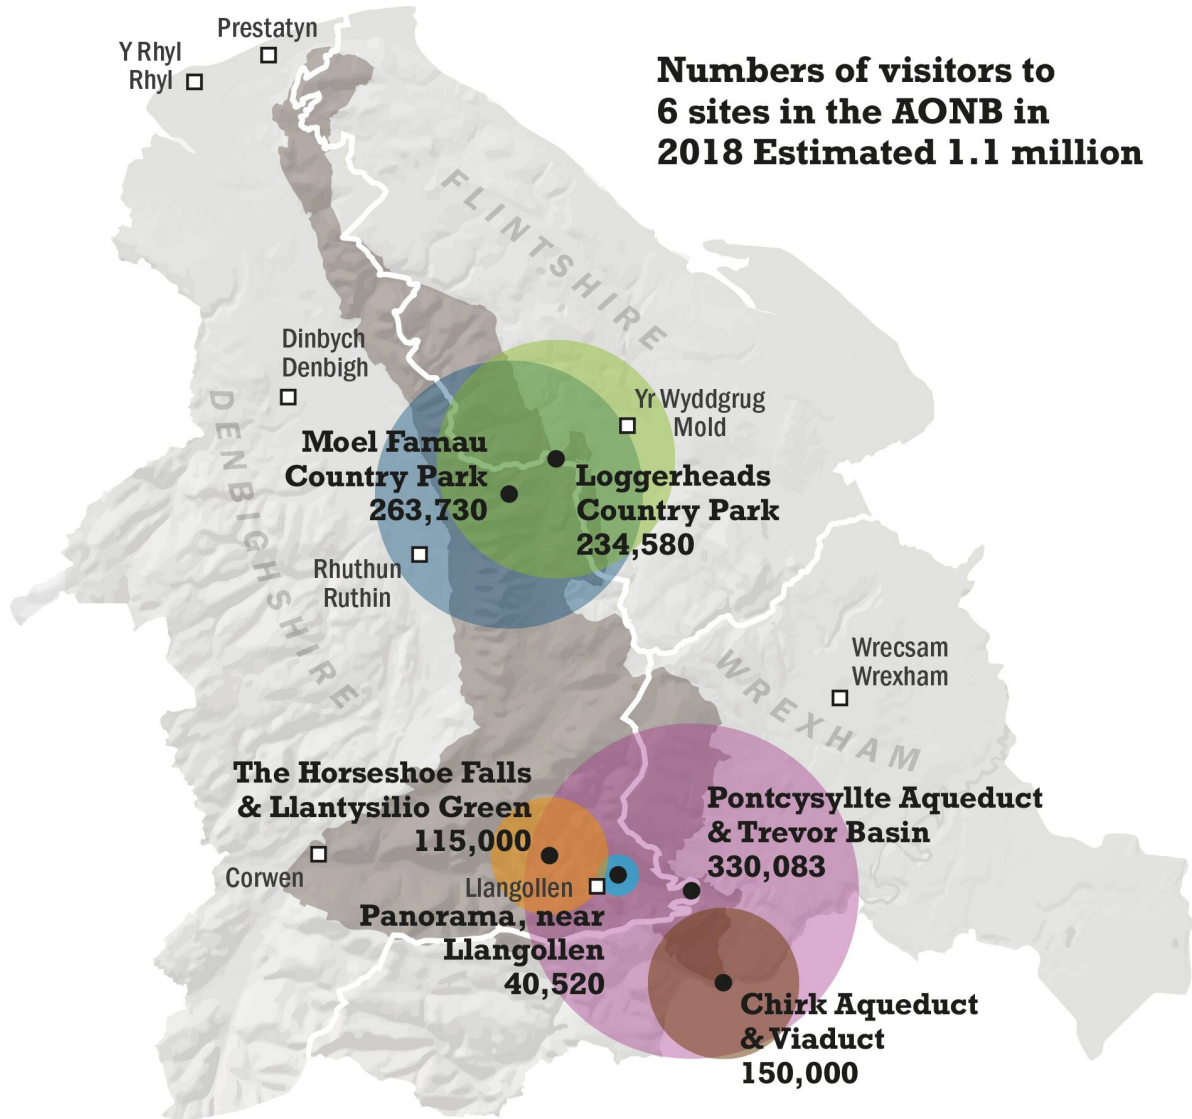 Numbers of visitors to
6 sites in the AONB in
2018 Estimated 1.1 million
Prestatyn
Y Rhyl
Rhyl
FLINTSHIRE
Dinbych
Denbigh
DENBIGHSHIRE
Yr Wyddgrug
Mold
Moel Famau
Country Park
263,730
Loggerheads
Country Park
234,580
Rhuthun
Ruthin
Wrecsam
Wrexham
WREXHAM
The Horseshoe Falls
& Llantysilio Green
115,000
Pontcysyllte Aqueduct
& Trevor Basin
330,083
Corwen
Llangollen
Panorama, near
Llangollen
40,520
Chirk Aqueduct
& Viaduct
150,000